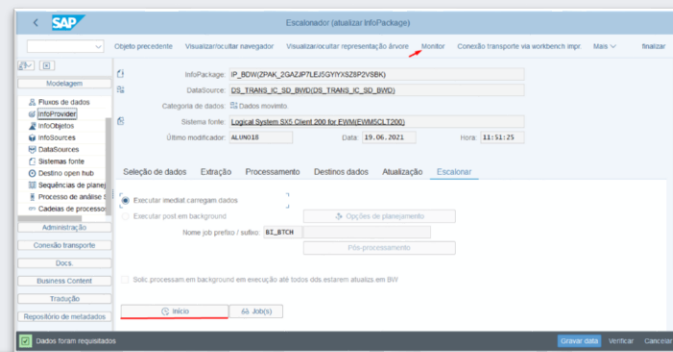 SAP
Escalonador (atualizar InfoPackage)
Objeto precedente Visualizar/ocultar navegador Visualizar/ocultar representação árvore Monitor Conexão transporte via workbench impr. Mais finalizar
Modelagem
Fluxos de dados
InfoProvider
InfoObjetos
InfoSources
DataSources
Sistemas fonte
Destino open hub
Sequências de planej
Processo de análise
Cadeias de processo
Administração
Conexão transporte
Docs.
Business Content
Tradução
Repositório de metadados
InfoPackage:
DataSource: DS_TRANS_IC_SD_BWD(DS_TRANS_IC_SD_BWD)
Categoria de dados: Dados movimto
Sistema fonte: Logical System SX5 Client 200 for EWM(EWMSCLT200)
Último modificador: ALUNO18 Data: 19.06.2021 Hora: 11:51:25
Seleção de dados Extração Processamento Destinos dados Atualização Escalonar
Executar imediat carregam dados
Executar post em background
Opções de planejamento
Nome job prefixo / sufixo: BI_BTCH
Pós-processamento
Solic.processam em background em execução até todos dds estarem atualizs em BW
Início
Job(s)
Dados foram requisitados
Gravar data Verificar Cancelar